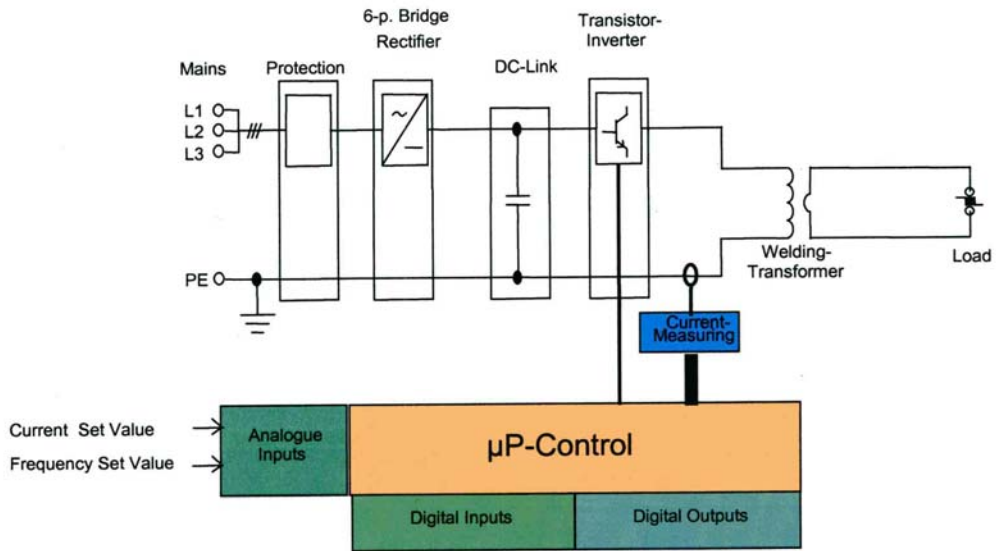 6-p. Bridge
Rectifier
Transistor-
Inverter
Mains
Protection
DC-Link
L1
L2
L3
PE
Welding-
Transformer
Load
Current-
Measuring
Current Set Value
Frequency Set Value
Analogue
Inputs
µP-Control
Digital Inputs
Digital Outputs